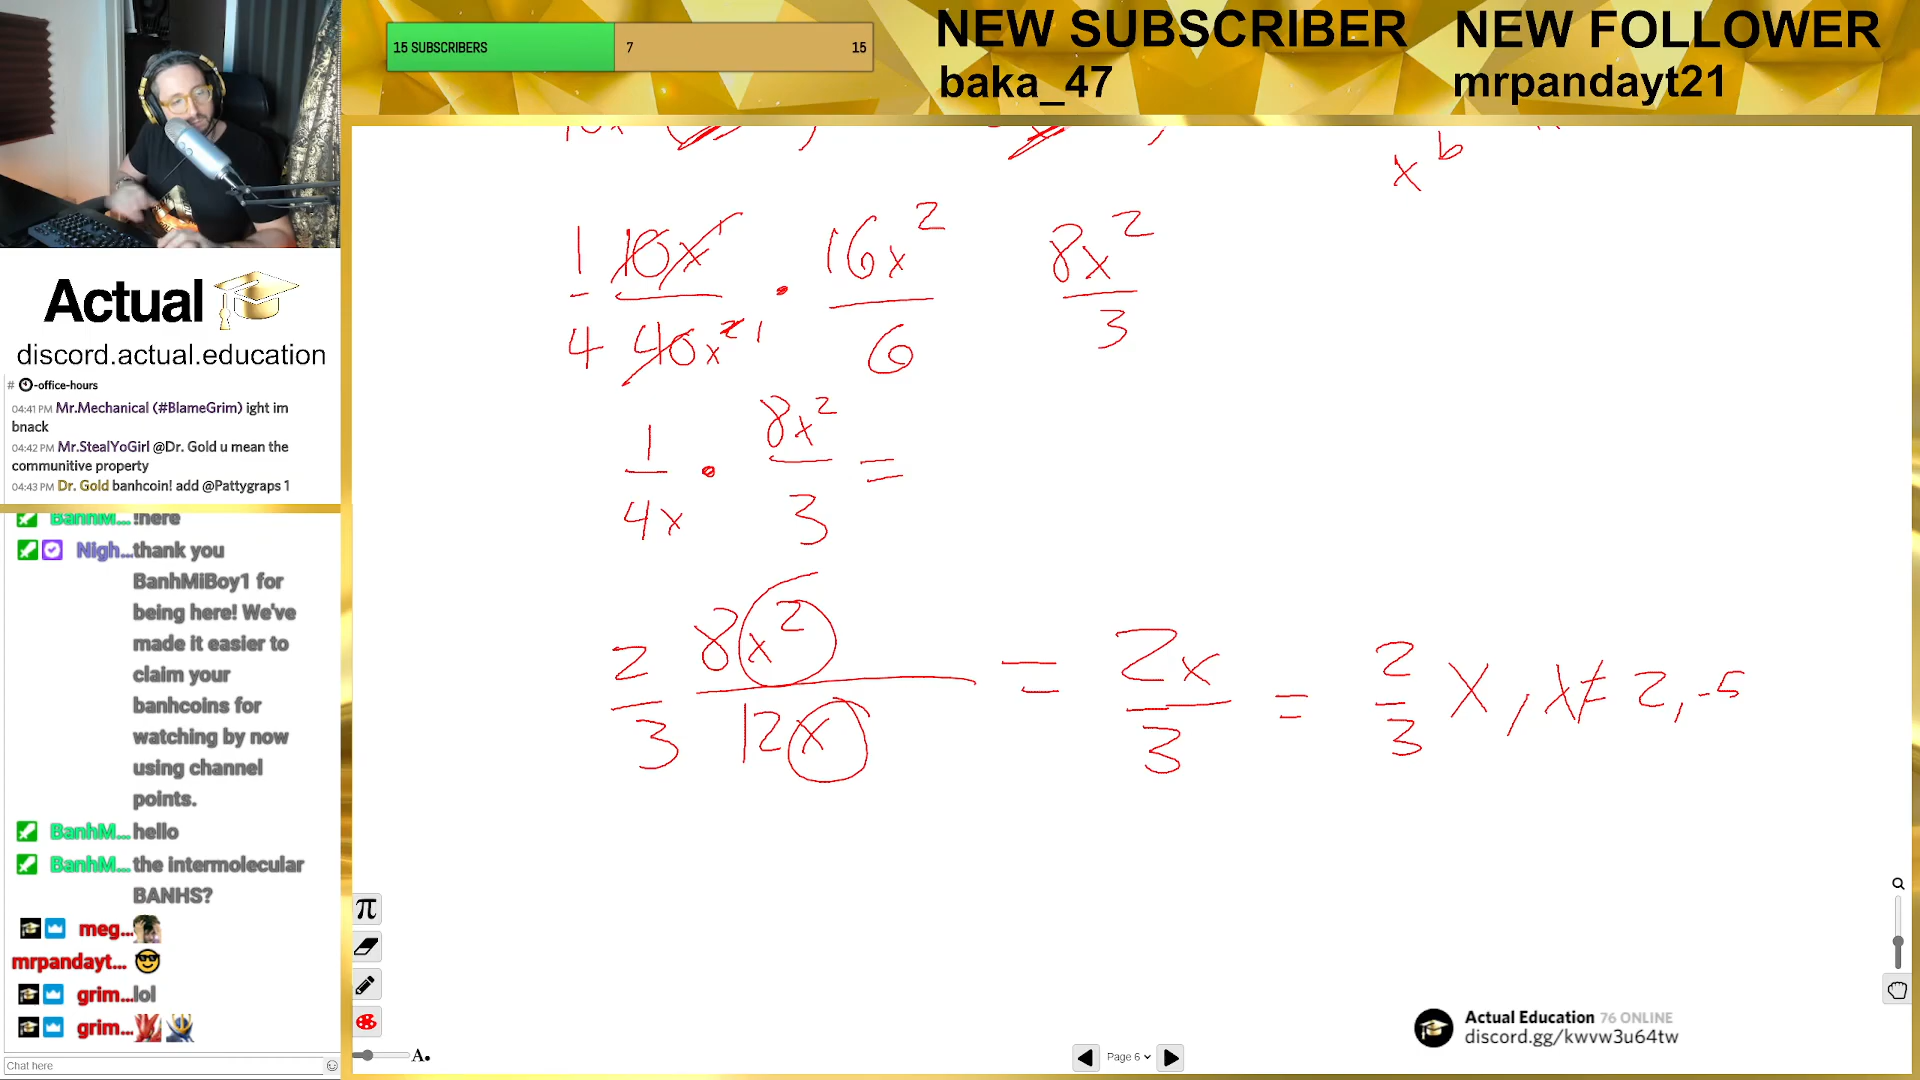 15 SUBSCRIBERS 7 15
NEW SUBSCRIBER
baka_47
NEW FOLLOWER
mrpandayt21
Actual
discord.actual.education
# -office-hours
04:41 PM Mr.Mechanical (#BlameGrim) ight im
bnack
04:42 PM Mr.StealYoGirl @Dr. Gold u mean the
communitive property
04:43 PM Dr. Gold banhcoin! add @Pattygraps 1
BanhM... !here
Nigh... thank you
BanhMiBoy1 for
being here! We've
made it easier to
claim your
banhcoins for
watching by now
using channel
points.
BanhM... hello
BanhM... the intermolecular
BANHS?
meg...
mrpandayt...
grim... lol
grim...
Chat here
x^b
1/4 10x^1/40x^2 1 · 16x^2/6 8x^2/3
1/4x · 8x^2/3 =
2/3 8x^2/12x = 2x/3 = 2/3 x, x≠2, -5
π
A.
Page 6
Actual Education 76 ONLINE
discord.gg/kwvw3u64tw